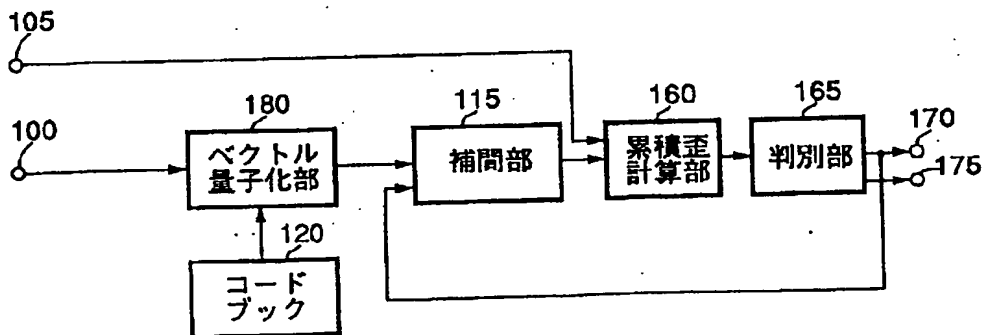 105
100
180
ベクトル
量子化部
115
補間部
160
累積歪
計算部
165
判別部
170
175
120
コード
ブック